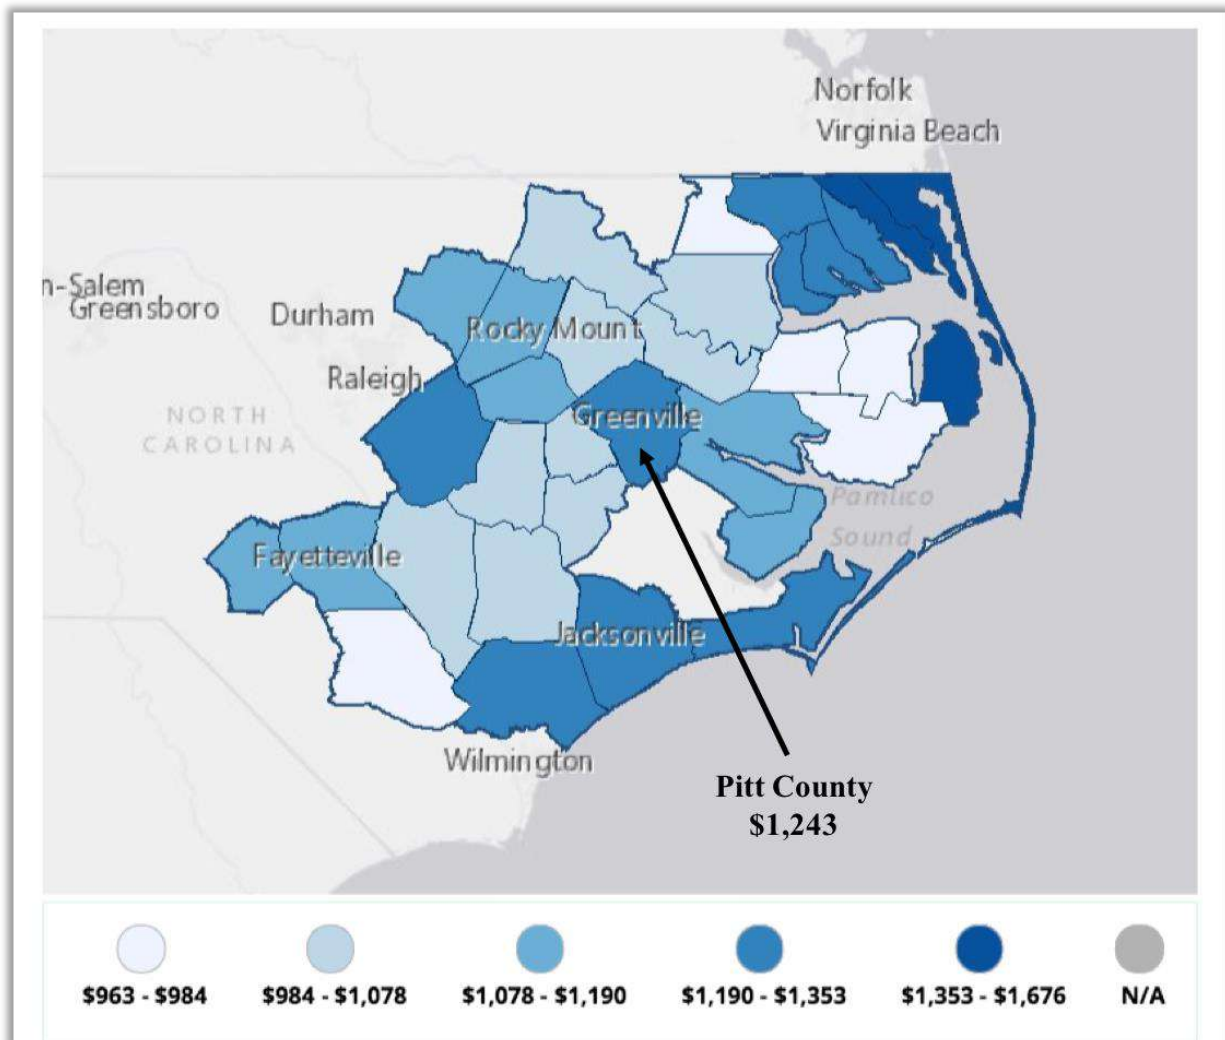 Norfolk
Virginia Beach
n-Salem
Greensboro
Durham
Rocky Mount
Raleigh
NORTH
CAROLINA
Greenville
Pamlico
Sound
Fayetteville
Jacksonville
Wilmington
Pitt County
$1,243
$963 - $984
$984 - $1,078
$1,078 - $1,190
$1,190 - $1,353
$1,353 - $1,676
N/A